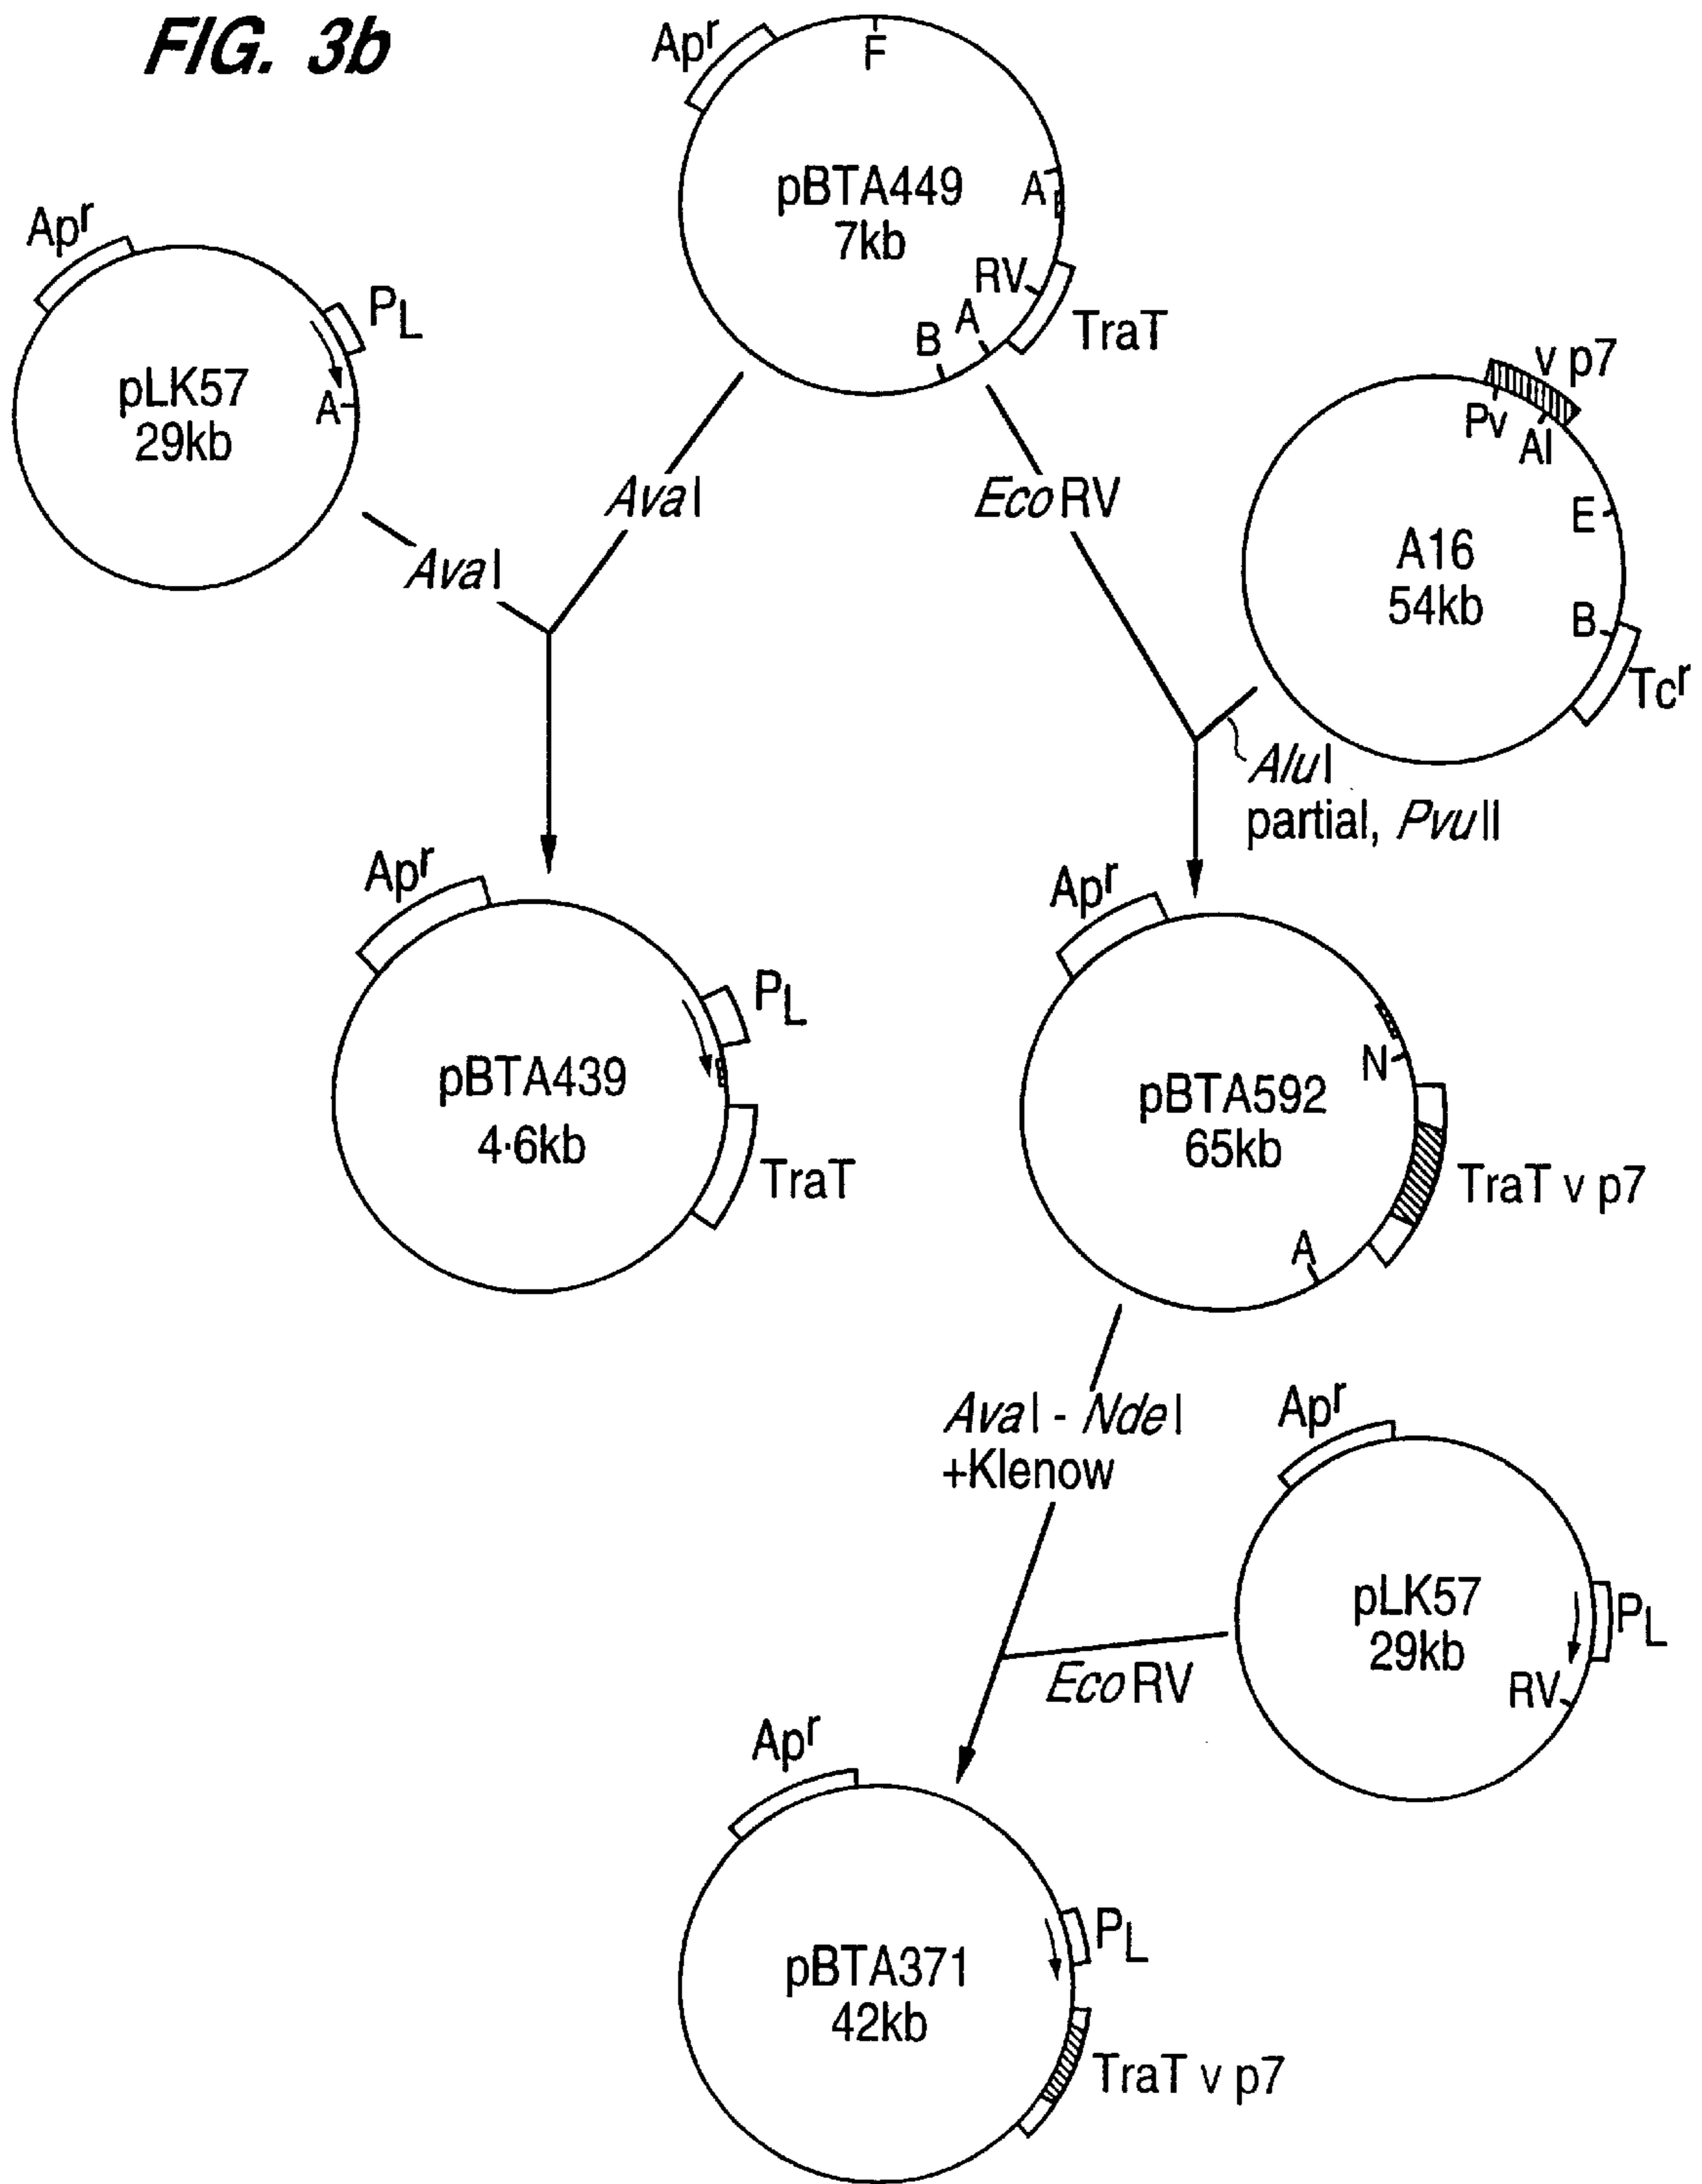 FIG. 3b
Apr
F
A
pBTA449
7kb
RV
A
B
TraT
Apr
PL
pLK57
29kb
A
v p7
Pv
Al
E
A16
54kb
B
Tcr
AvaI
AvaI
EcoRV
AluI
partial, PvuII
Apr
PL
pBTA439
4·6kb
TraT
Apr
N
pBTA592
65kb
TraT v p7
A
AvaI - NdeI
+Klenow
Apr
pLK57
29kb
PL
RV
EcoRV
Apr
PL
pBTA371
42kb
TraT v p7